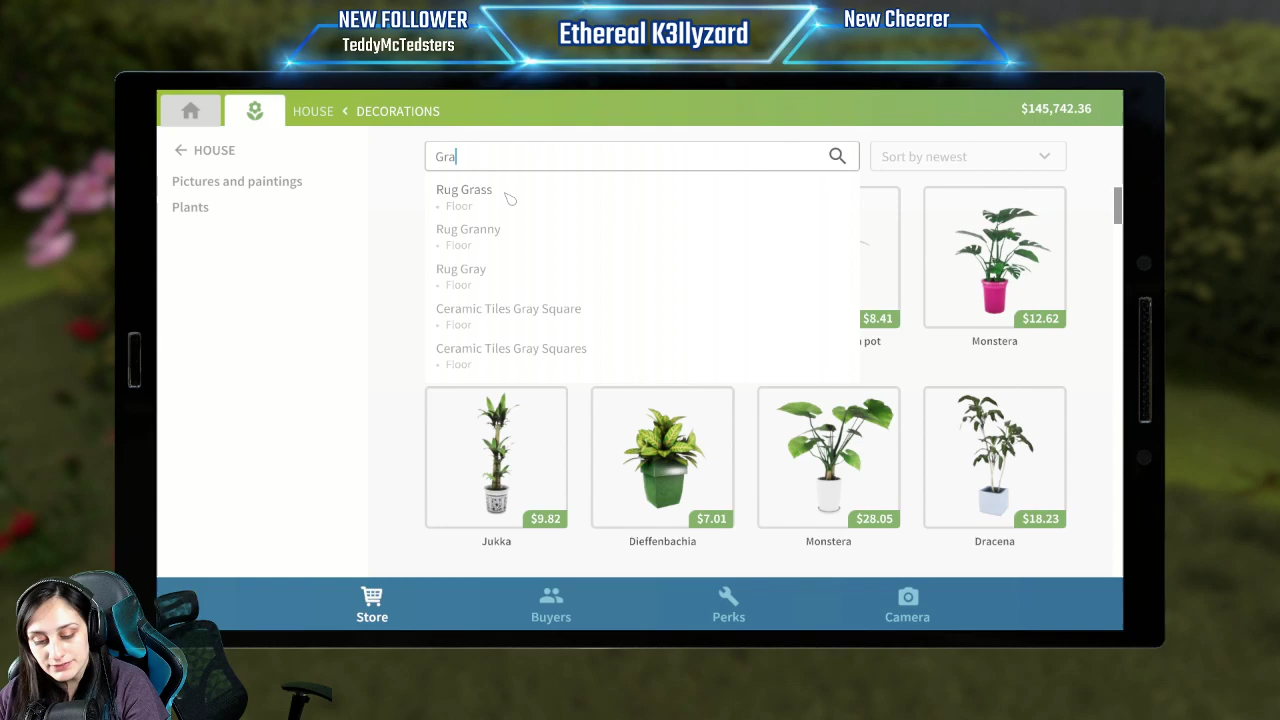 NEW FOLLOWER
TeddyMcTedsters
Ethereal K3llyzard
New Cheerer
HOUSE < DECORATIONS
$145,742.36
← HOUSE
Pictures and paintings
Plants
Gra
Sort by newest
Rug Grass
• Floor
Rug Granny
• Floor
Rug Gray
• Floor
Ceramic Tiles Gray Square
• Floor
Ceramic Tiles Gray Squares
• Floor
$8.41
pot
$12.62
Monstera
$9.82
Jukka
$7.01
Dieffenbachia
$28.05
Monstera
$18.23
Dracena
Store
Buyers
Perks
Camera